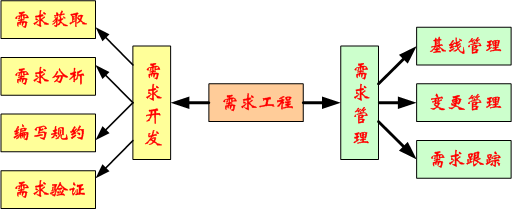 需求获取
需求分析
编写规约
需求验证
需求开发
需求工程
需求管理
基线管理
变更管理
需求跟踪